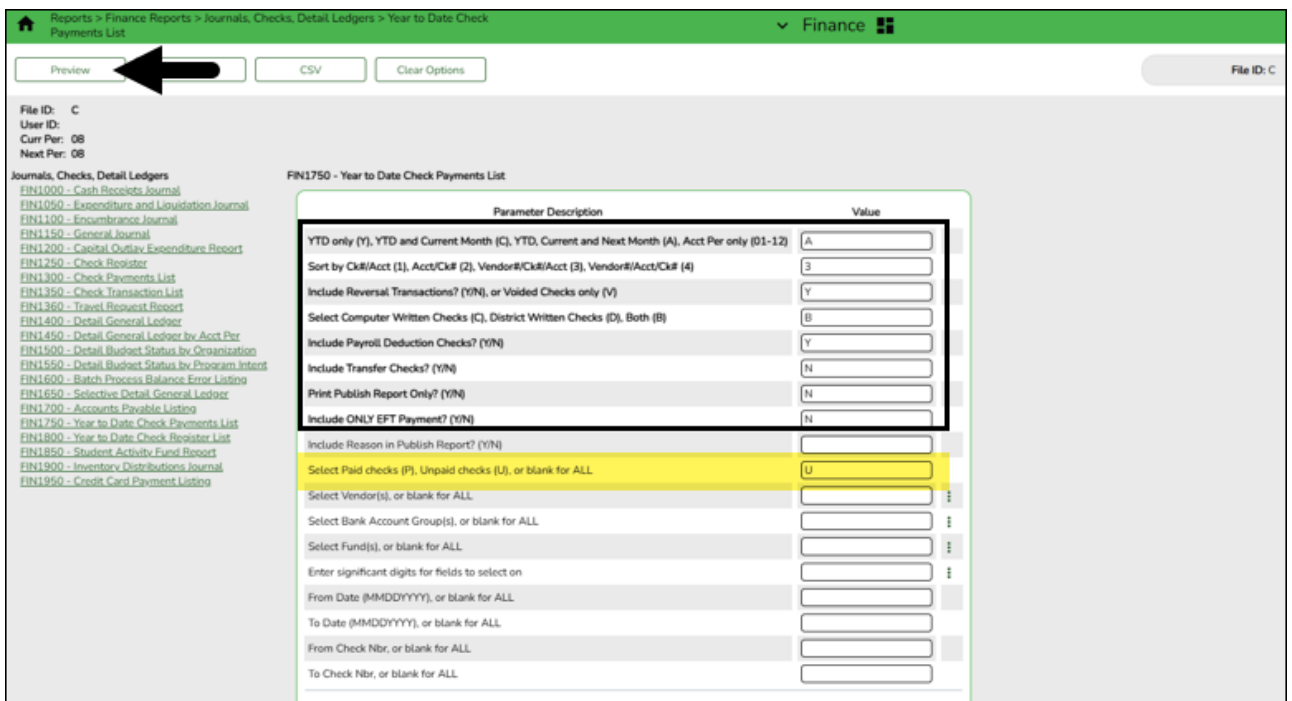 Reports > Finance Reports > Journals, Checks, Detail Ledgers > Year to Date Check
Payments List
Finance
Preview
CSV
Clear Options
File ID: C
File ID: C
User ID:
Curr Per: 08
Next Per: 08
Journals, Checks, Detail Ledgers
FIN1000 - Cash Receipts Journal
FIN1050 - Expenditure and Liquidation Journal
FIN1100 - Encumbrance Journal
FIN1150 - General Journal
FIN1200 - Capital Outlay Expenditure Report
FIN1250 - Check Register
FIN1300 - Check Payments List
FIN1350 - Check Transaction List
FIN1360 - Travel Request Report
FIN1400 - Detail General Ledger
FIN1450 - Detail General Ledger by Acct Per
FIN1500 - Detail Budget Status by Organization
FIN1550 - Detail Budget Status by Program Intent
FIN1600 - Batch Process Balance Error Listing
FIN1650 - Selective Detail General Ledger
FIN1700 - Accounts Payable Listing
FIN1750 - Year to Date Check Payments List
FIN1800 - Year to Date Check Register List
FIN1850 - Student Activity Fund Report
FIN1900 - Inventory Distributions Journal
FIN1950 - Credit Card Payment Listing
FIN1750 - Year to Date Check Payments List
Parameter Description Value
YTD only (Y), YTD and Current Month (C), YTD, Current and Next Month (A), Acct Per only (01-12) A
Sort by Ck#/Acct (1), Acct/Ck# (2), Vendor#/Ck#/Acct (3), Vendor#/Acct/Ck# (4) 3
Include Reversal Transactions? (Y/N), or Voided Checks only (V) Y
Select Computer Written Checks (C), District Written Checks (D), Both (B) B
Include Payroll Deduction Checks? (Y/N) Y
Include Transfer Checks? (Y/N) N
Print Publish Report Only? (Y/N) N
Include ONLY EFT Payment? (Y/N) N
Include Reason in Publish Report? (Y/N)
Select Paid checks (P), Unpaid checks (U), or blank for ALL U
Select Vendor(s), or blank for ALL
Select Bank Account Group(s), or blank for ALL
Select Fund(s), or blank for ALL
Enter significant digits for fields to select on
From Date (MMDDYYYY), or blank for ALL
To Date (MMDDYYYY), or blank for ALL
From Check Nbr, or blank for ALL
To Check Nbr, or blank for ALL